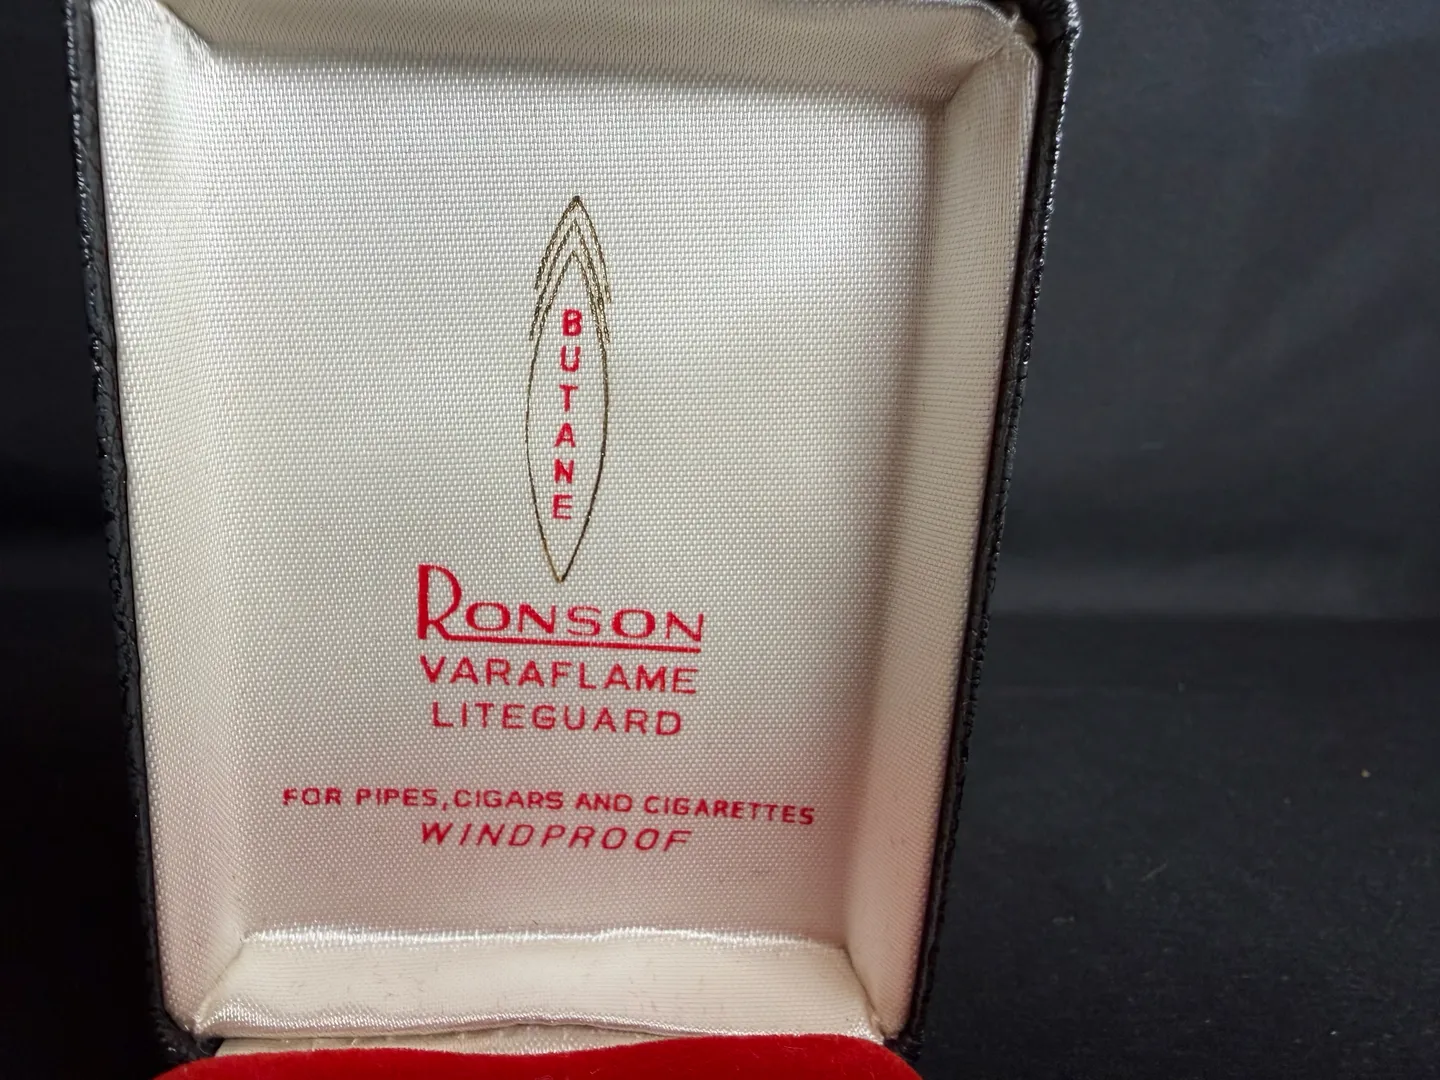 BUTANE
RONSON
VARAFLAME
LITEGUARD
FOR PIPES, CIGARS AND CIGARETTES
WINDPROOF